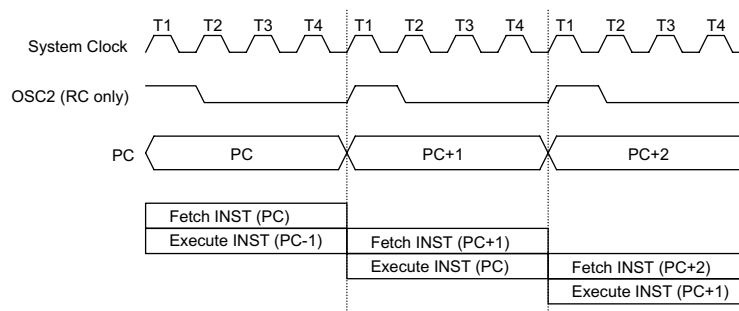 T1 T2 T3 T4 T1 T2 T3 T4 T1 T2 T3 T4
System Clock
OSC2 (RC only)
PC PC PC+1 PC+2
Fetch INST (PC)
Execute INST (PC-1) Fetch INST (PC+1)
Execute INST (PC) Fetch INST (PC+2)
Execute INST (PC+1)